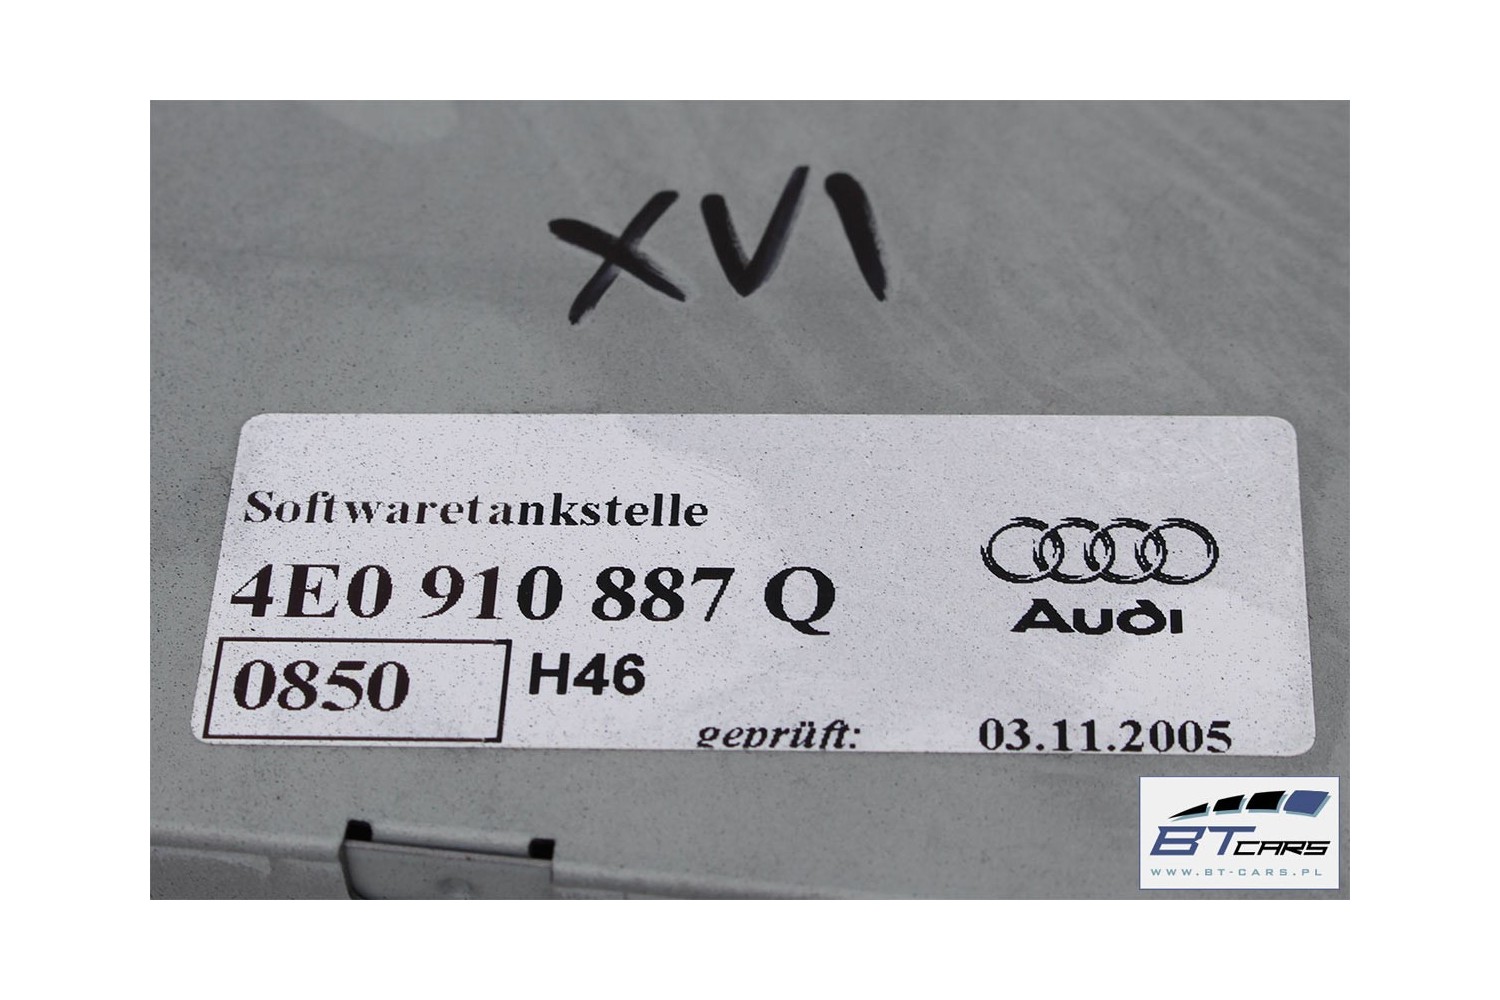 XVI
Softwaretankstelle
4E0 910 887 Q
Audi
0850
H46
geprüft: 03.11.2005
BT CARS
WWW.BT-CARS.PL